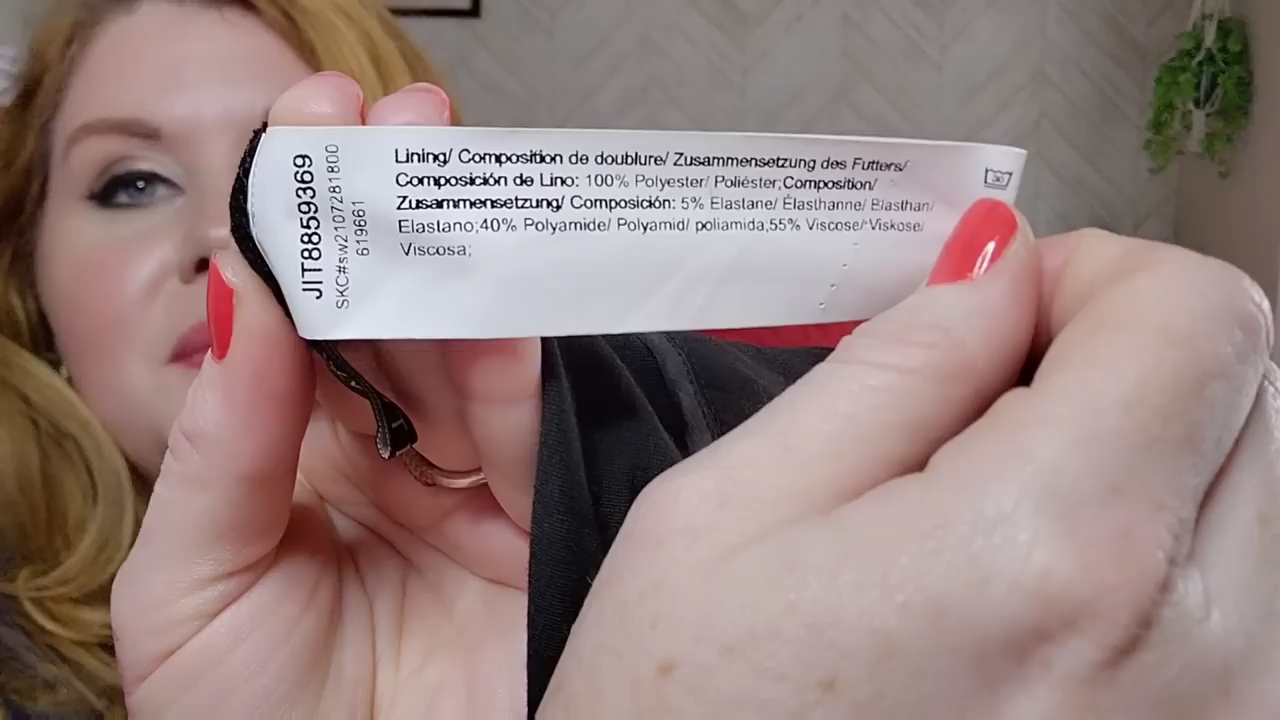 JIT8859369
SKC#sw2107281800
619661
Lining/ Composition de doublure/ Zusammensetzung des Futters/
Composición de Lino: 100% Polyester/ Poliéster;Composition/
Zusammensetzung/ Composición: 5% Elastane/ Élasthanne/ Elasthan/
Elastano;40% Polyamide/ Polyamid/ poliamida;55% Viscose/ Viskose/
Viscosa;
30